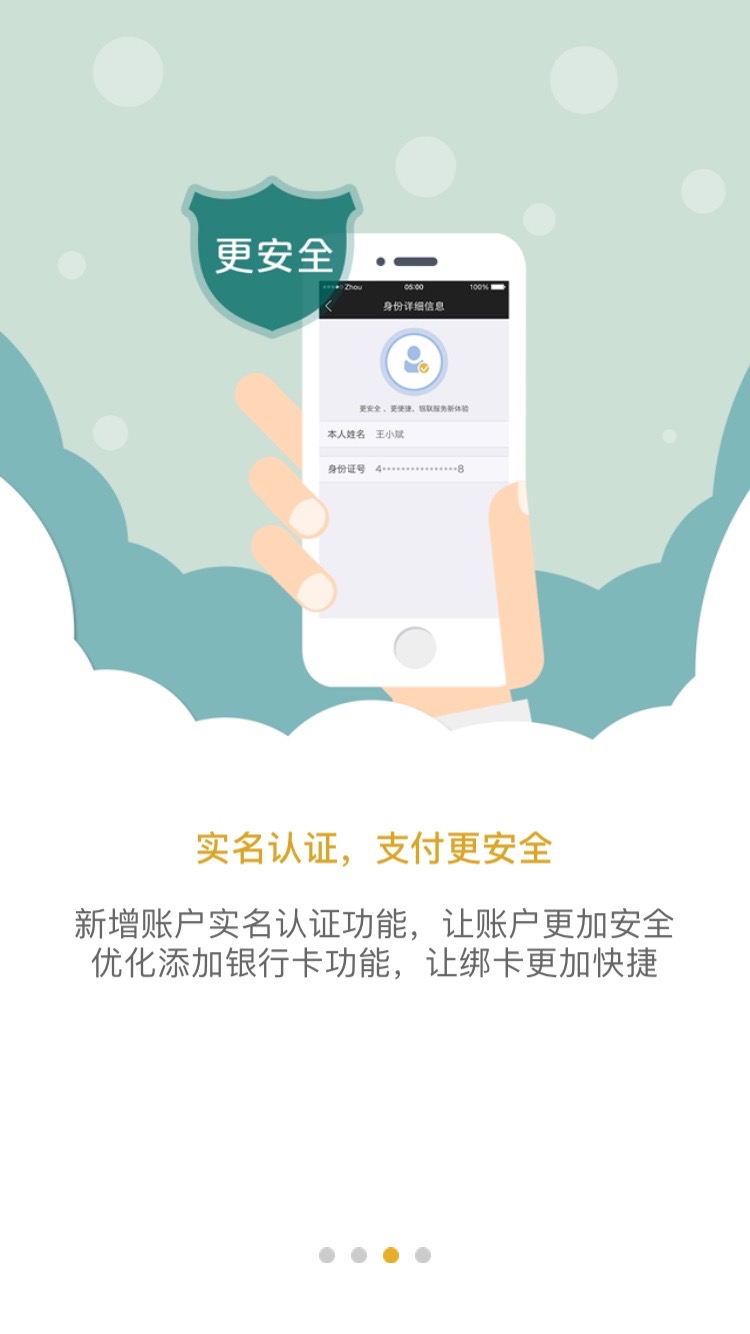 更安全
Zhou 05:00 100%
身份详细信息
更安全、更便捷，银联服务新体验
本人姓名 王小斌
身份证号 4••••••••••••••••8
实名认证，支付更安全
新增账户实名认证功能，让账户更加安全
优化添加银行卡功能，让绑卡更加快捷